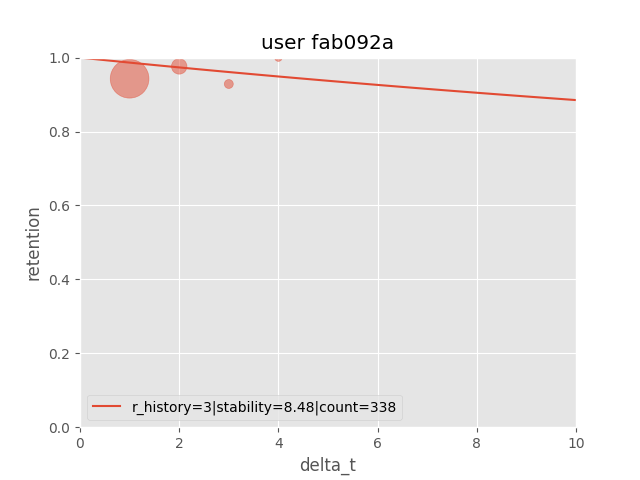 user fab092a
1.0
0.8
0.6
0.4
0.2
0.0
retention
r_history=3|stability=8.48|count=338
0 2 4 6 8 10
delta_t